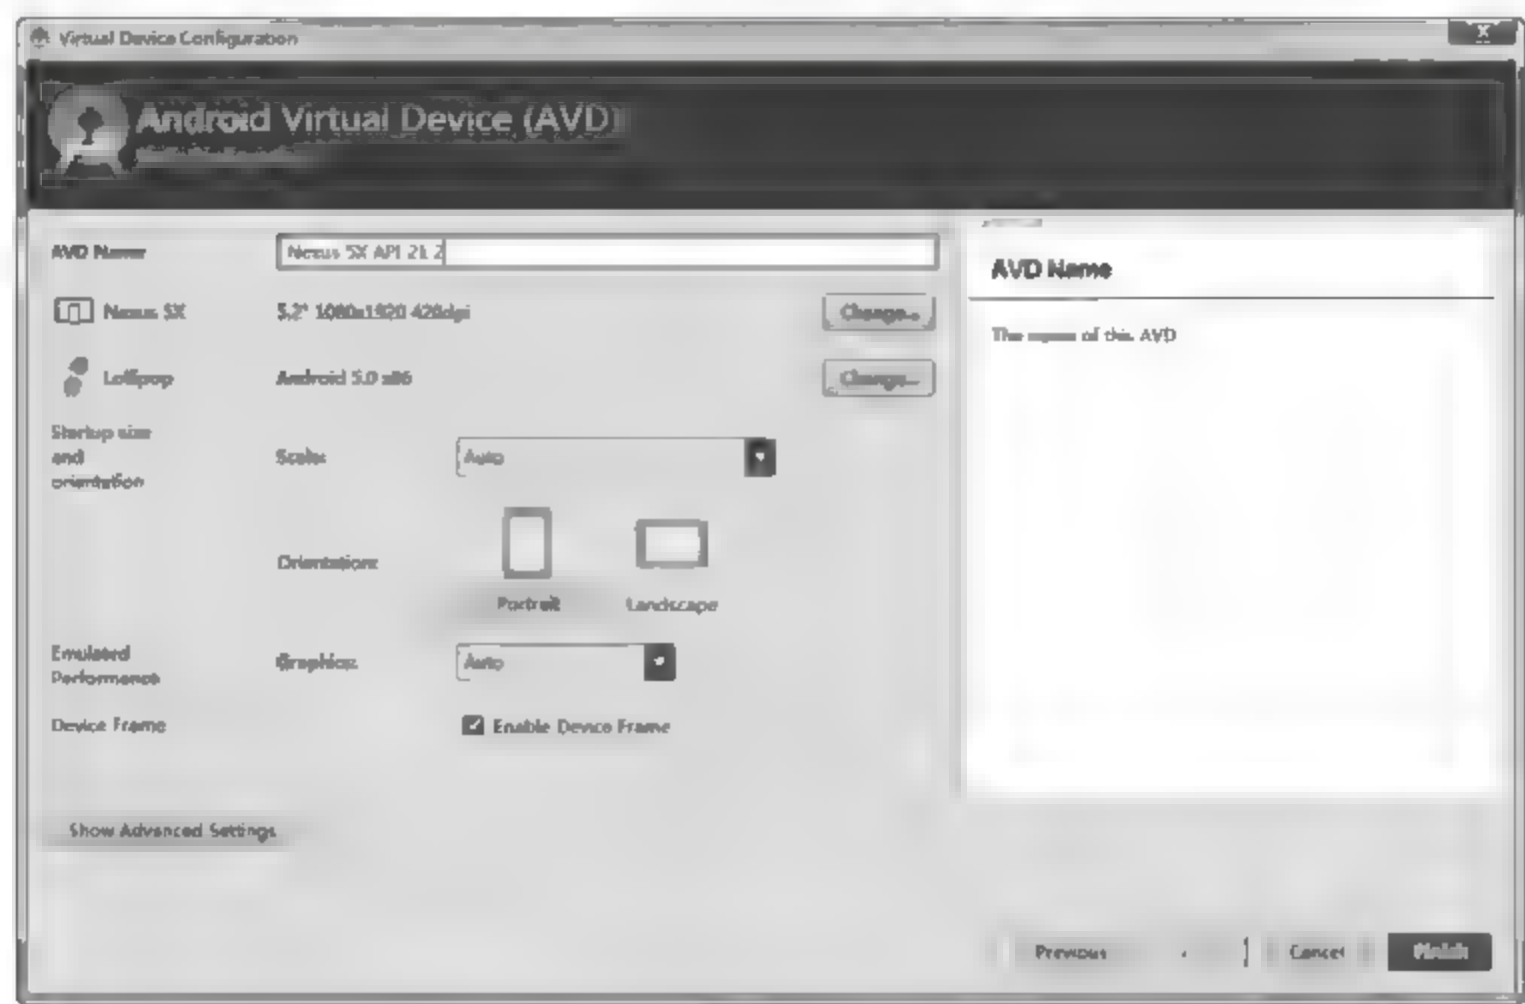 Virtual Device Configuration
X
Android Virtual Device (AVD)
AVD Name
Nexus 5X API 21 2
Nexus 5X
5.2" 1080x1920 420dpi
Change...
Lollipop
Android 5.0 x86
Change...
Startup size
and
orientation
Scale:
Auto
Orientation:
Portrait
Landscape
Emulated
Performance
Graphics:
Auto
Device Frame
Enable Device Frame
Show Advanced Settings
AVD Name
The name of this AVD
Previous
Cancel
Finish